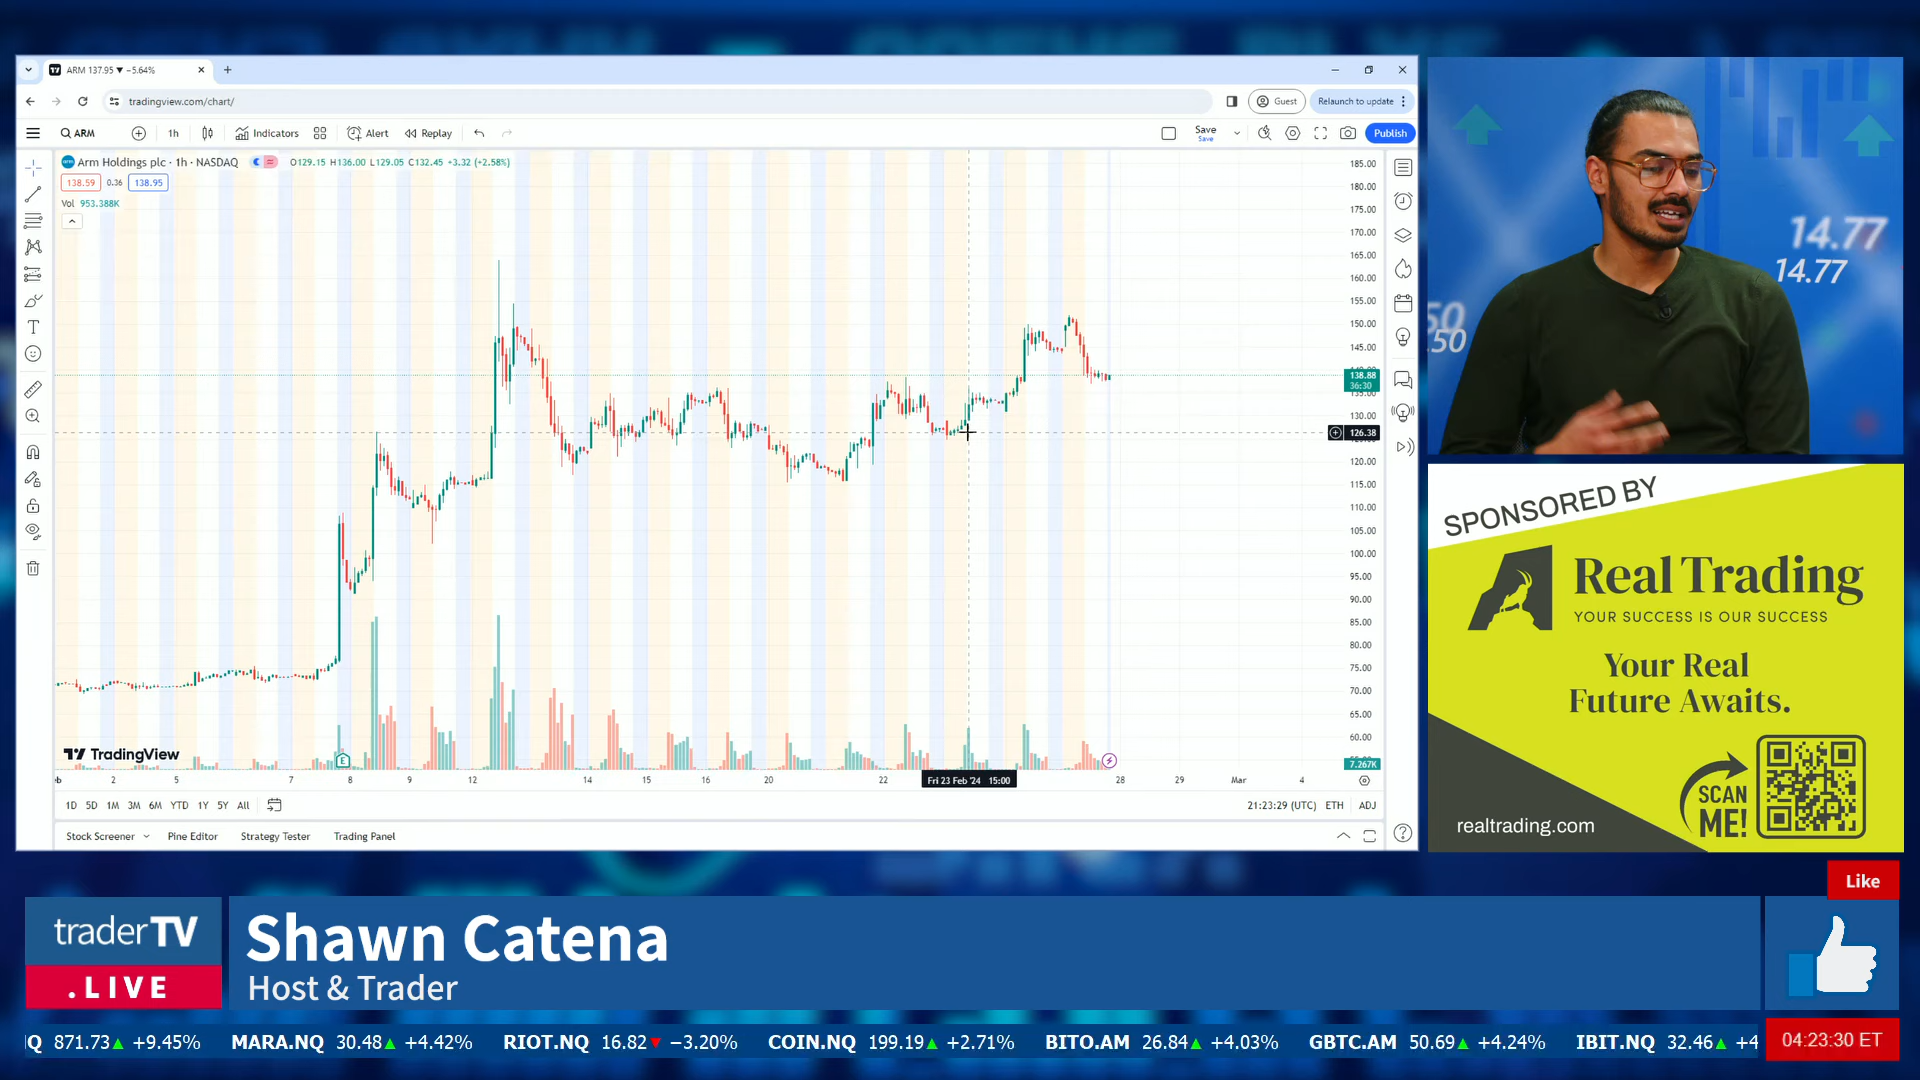 ARM 137.95 ▼ −5.64%
tradingview.com/chart/
Guest
Relaunch to update
ARM
1h
Indicators
Alert
Replay
Save
Save
Publish
Arm Holdings plc · 1h · NASDAQ
O129.15 H136.00 L129.05 C132.45 +3.32 (+2.58%)
138.59 0.36 138.95
Vol 953.388K
185.00
180.00
175.00
170.00
165.00
160.00
155.00
150.00
145.00
138.88
36:30
135.00
130.00
126.38
120.00
115.00
110.00
105.00
100.00
95.00
90.00
85.00
80.00
75.00
70.00
65.00
60.00
7.267K
TradingView
E
2 5 7 8 9 12 14 15 16 20 22 Fri 23 Feb '24 15:00 28 29 Mar 4
1D 5D 1M 3M 6M YTD 1Y 5Y All
21:23:29 (UTC) ETH ADJ
Stock Screener Pine Editor Strategy Tester Trading Panel
14.77
14.77
50
.50
SPONSORED BY
Real Trading
YOUR SUCCESS IS OUR SUCCESS
Your Real
Future Awaits.
SCAN
ME!
realtrading.com
Like
traderTV
.LIVE
Shawn Catena
Host & Trader
Q 871.73▲ +9.45% MARA.NQ 30.48▲ +4.42% RIOT.NQ 16.82▼ −3.20% COIN.NQ 199.19▲ +2.71% BITO.AM 26.84▲ +4.03% GBTC.AM 50.69▲ +4.24% IBIT.NQ 32.46▲ +4
04:23:30 ET